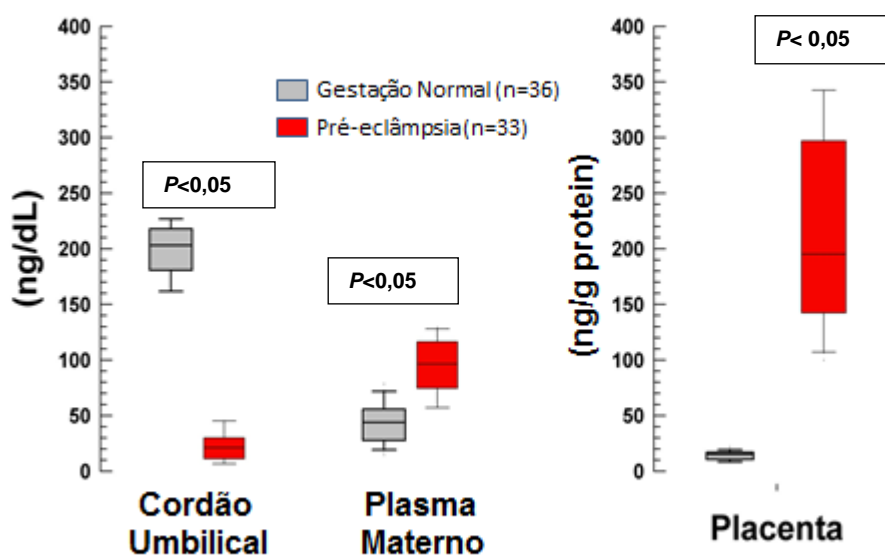 400
350
300
250
200
150
100
50
0
(ng/dL)
Gestação Normal (n=36)
Pré-eclâmpsia(n=33)
P<0,05
P<0,05
Cordão
Umbilical
Plasma
Materno
400
350
300
250
200
150
100
50
0
(ng/g protein)
P< 0,05
Placenta